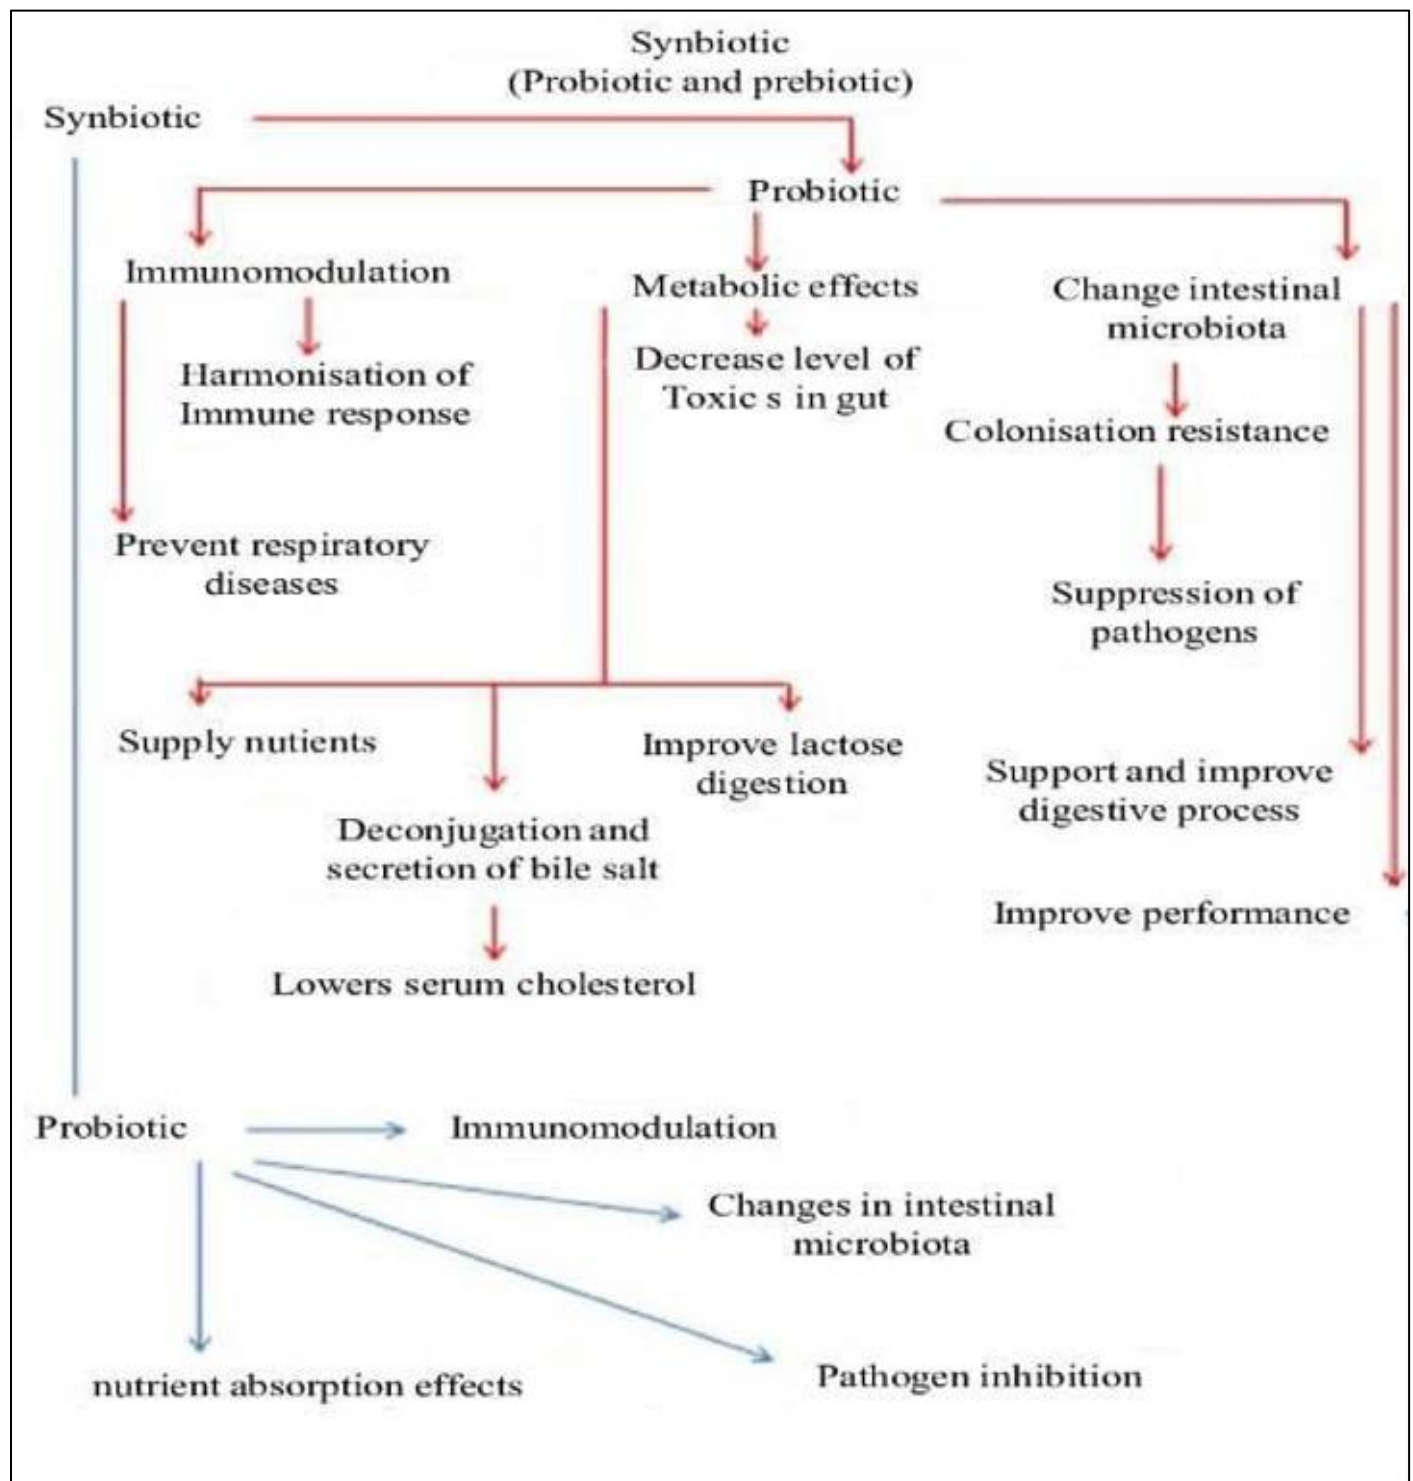 Synbiotic
(Probiotic and prebiotic)
Synbiotic
Probiotic
Immunomodulation
Metabolic effects
Change intestinal
microbiota
Harmonisation of
Immune response
Decrease level of
Toxic s in gut
Colonisation resistance
Prevent respiratory
diseases
Suppression of
pathogens
Supply nutients
Improve lactose
digestion
Support and improve
digestive process
Deconjugation and
secretion of bile salt
Improve performance
Lowers serum cholesterol
Probiotic
Immunomodulation
Changes in intestinal
microbiota
Pathogen inhibition
nutrient absorption effects